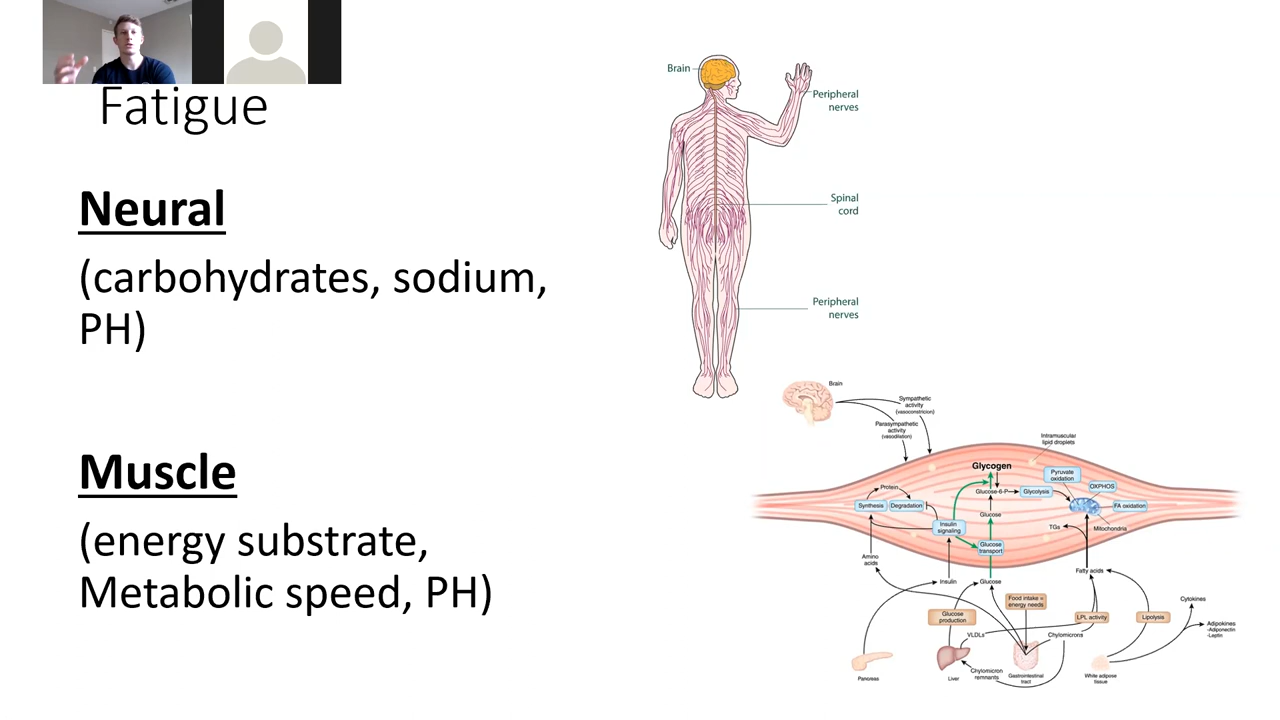 Fatigue
Neural
(carbohydrates, sodium,
PH)
Muscle
(energy substrate,
Metabolic speed, PH)
Brain
Peripheral
nerves
Spinal
cord
Peripheral
nerves
Brain
Sympathetic
activity
(vasoconstricion)
Parasympathetic
activity
(vasodilation)
Intramuscular
lipid droplets
Glycogen
Pyruvate
oxidation
OXPHOS
Protein
Glucose-6-P
Glycolysis
Synthesis
Degradation
FA oxidation
Glucose
Insulin
signaling
TGs
Mitochondria
Glucose
transport
Amino
acids
Fatty acids
Insulin
Glucose
Food intake =
energy needs
Cytokines
Glucose
production
LPL activity
Lipolysis
Adipokines
-Adiponectin
-Leptin
VLDLs
Chylomicrons
Pancreas
Liver
Chylomicron
remnants
Gastrointestinal
tract
White adipose
tissue